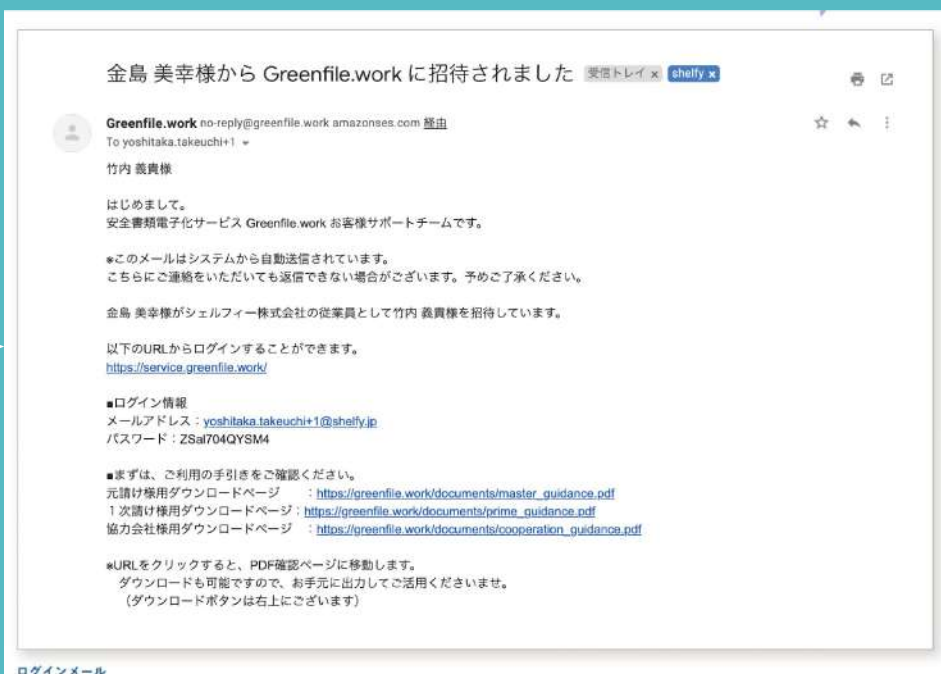 金島 美幸様から Greenfile.work に招待されました 受信トレイ x shelfy x
Greenfile.work no-reply@greenfile.work amazonses.com 経由
To yoshitaka.takeuchi+1
竹内 義貴様
はじめまして。
安全書類電子化サービス Greenfile.work お客様サポートチームです。
※このメールはシステムから自動送信されています。
こちらにご連絡をいただいても返信できない場合がございます。予めご了承ください。
金島 美幸様がシェルフィー株式会社の従業員として竹内 義貴様を招待しています。
以下のURLからログインすることができます。
https://service.greenfile.work/
■ログイン情報
メールアドレス：yoshitaka.takeuchi+1@shelfy.jp
パスワード：ZSal704QYSM4
■まずは、ご利用の手引きをご確認ください。
元請け様用ダウンロードページ　　：https://greenfile.work/documents/master_guidance.pdf
１次請け様用ダウンロードページ：https://greenfile.work/documents/prime_guidance.pdf
協力会社様用ダウンロードページ　：https://greenfile.work/documents/cooperation_guidance.pdf
※URLをクリックすると、PDF確認ページに移動します。
ダウンロードも可能ですので、お手元に出力してご活用くださいませ。
（ダウンロードボタンは右上にございます）
ログインメール